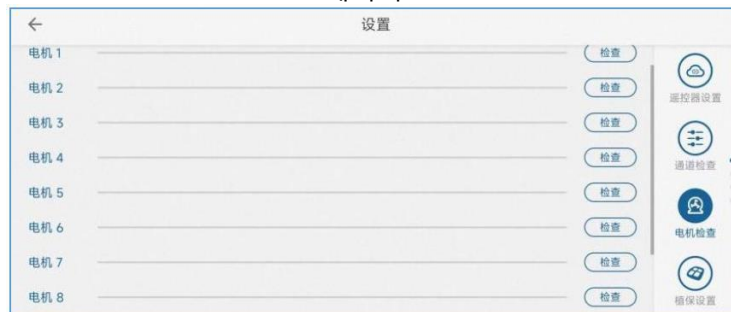 设置
电机 1 检查
电机 2 检查
电机 3 检查
电机 4 检查
电机 5 检查
电机 6 检查
电机 7 检查
电机 8 检查
遥控器设置
通道检查
电机检查
植保设置